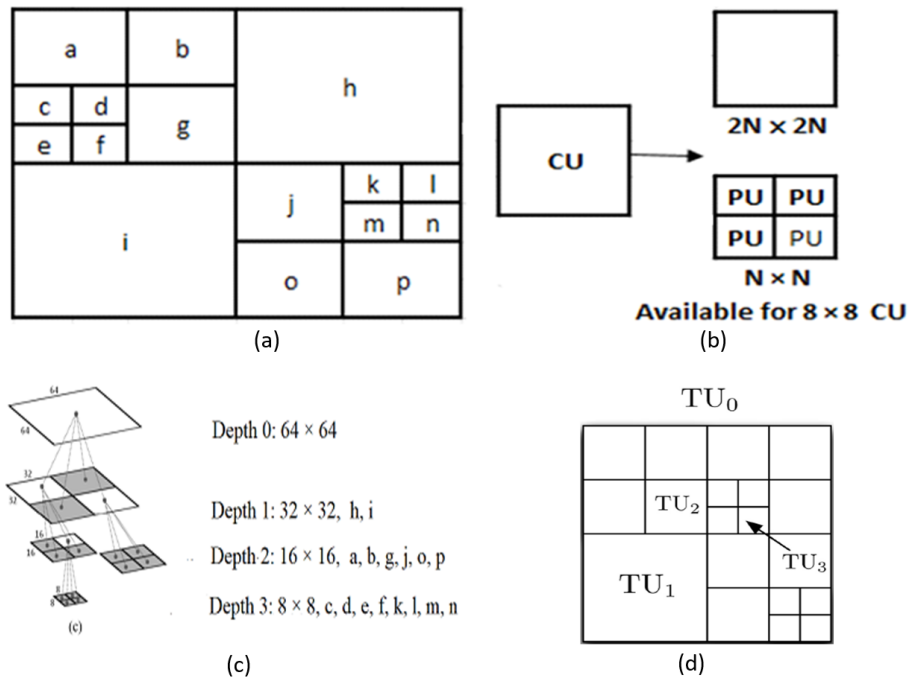 a b h
c d g
e f
i j k l
m n
o p
(a)
CU
2N × 2N
PU PU
PU PU
N × N
Available for 8 × 8 CU
(b)
64
64
Depth 0: 64 × 64
32
32
Depth 1: 32 × 32, h, i
16
16
Depth 2: 16 × 16, a, b, g, j, o, p
8
8
Depth 3: 8 × 8, c, d, e, f, k, l, m, n
(c)
(c)
TU0
TU2
TU3
TU1
(d)